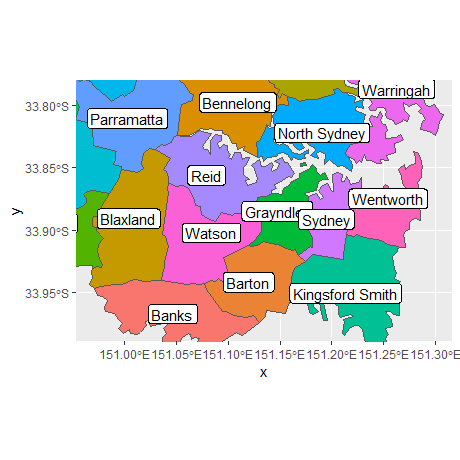 Warringah
33.80°S
Bennelong
Parramatta
North Sydney
33.85°S
Reid
Wentworth
Grayndle
Sydney
Blaxland
33.90°S
Watson
Barton
33.95°S
Kingsford Smith
Banks
y
151.00°E 151.05°E 151.10°E 151.15°E 151.20°E 151.25°E 151.30°E
x